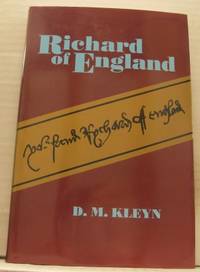 Richard
of England
D. M. KLEYN